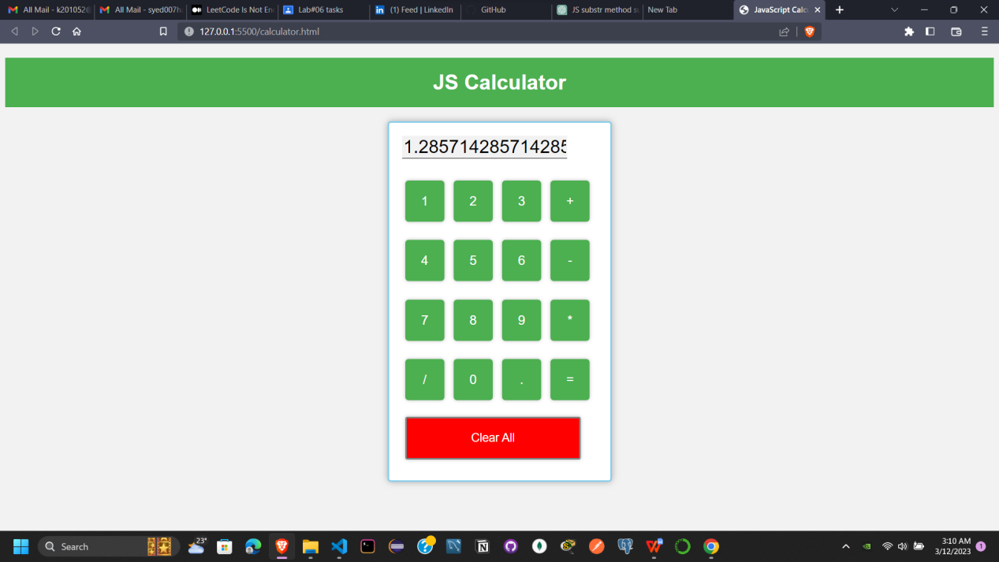 All Mail - k201052@
All Mail - syed007h
LeetCode Is Not En
Lab#06 tasks
(1) Feed | LinkedIn
GitHub
JS substr method s
New Tab
JavaScript Calc
127.0.0.1:5500/calculator.html
JS Calculator
1.285714285714285
1 2 3 +
4 5 6 -
7 8 9 *
/ 0 . =
Clear All
Search
23°
3:10 AM
3/12/2023
1